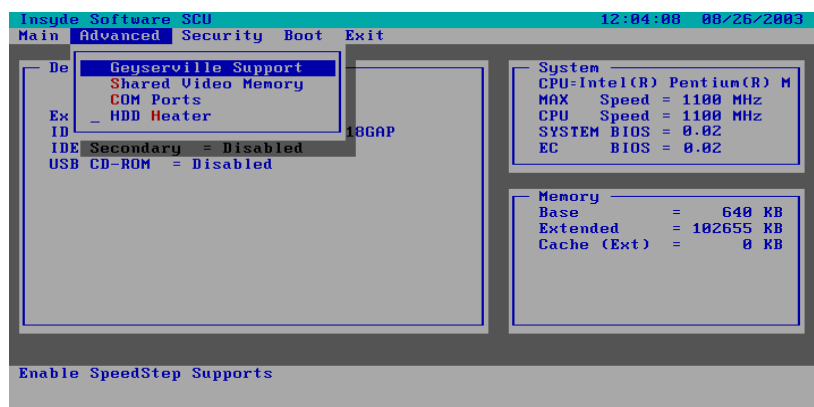 Insyde Software SCU 12:04:08 08/26/2003
Main Advanced Security Boot Exit
De
Geyserville Support
Shared Video Memory
COM Ports
_ HDD Heater
Ex
ID 18GAP
IDE Secondary = Disabled
USB CD-ROM = Disabled
System
CPU=Intel(R) Pentium(R) M
MAX Speed = 1100 MHz
CPU Speed = 1100 MHz
SYSTEM BIOS = 0.02
EC BIOS = 0.02
Memory
Base = 640 KB
Extended = 102655 KB
Cache (Ext) = 0 KB
Enable SpeedStep Supports